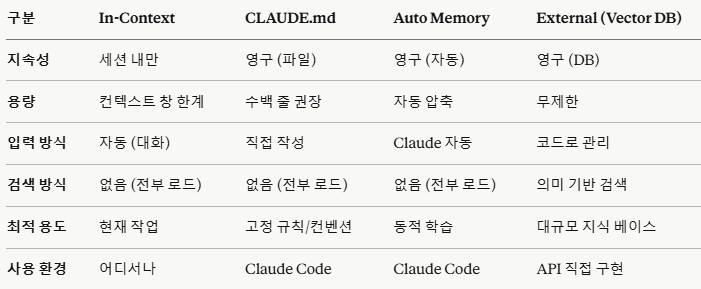 구분 In-Context CLAUDE.md Auto Memory External (Vector DB)
지속성 세션 내만 영구 (파일) 영구 (자동) 영구 (DB)
용량 컨텍스트 창 한계 수백 줄 권장 자동 압축 무제한
입력 방식 자동 (대화) 직접 작성 Claude 자동 코드로 관리
검색 방식 없음 (전부 로드) 없음 (전부 로드) 없음 (전부 로드) 의미 기반 검색
최적 용도 현재 작업 고정 규칙/컨벤션 동적 학습 대규모 지식 베이스
사용 환경 어디서나 Claude Code Claude Code API 직접 구현